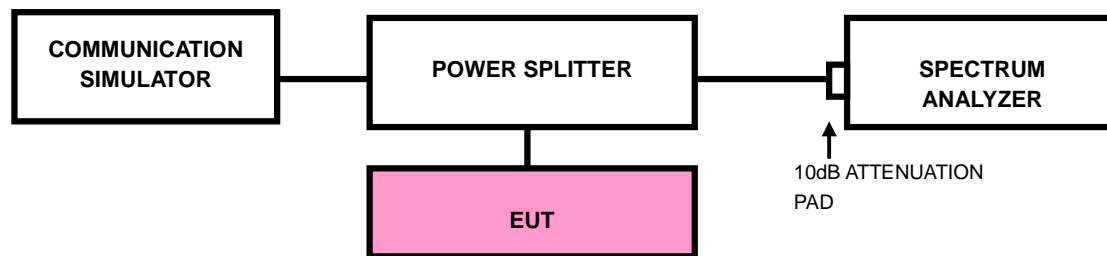 COMMUNICATION
SIMULATOR
POWER SPLITTER
SPECTRUM
ANALYZER
10dB ATTENUATION
PAD
EUT